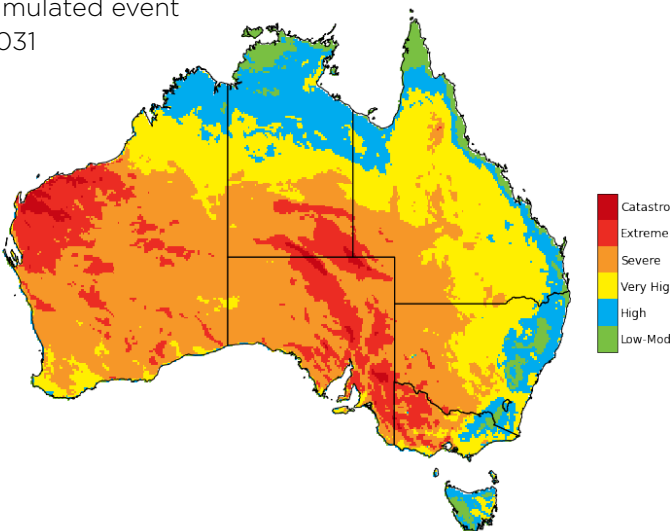 mulated event
031
Catastro
Extreme
Severe
Very Hig
High
Low-Mod